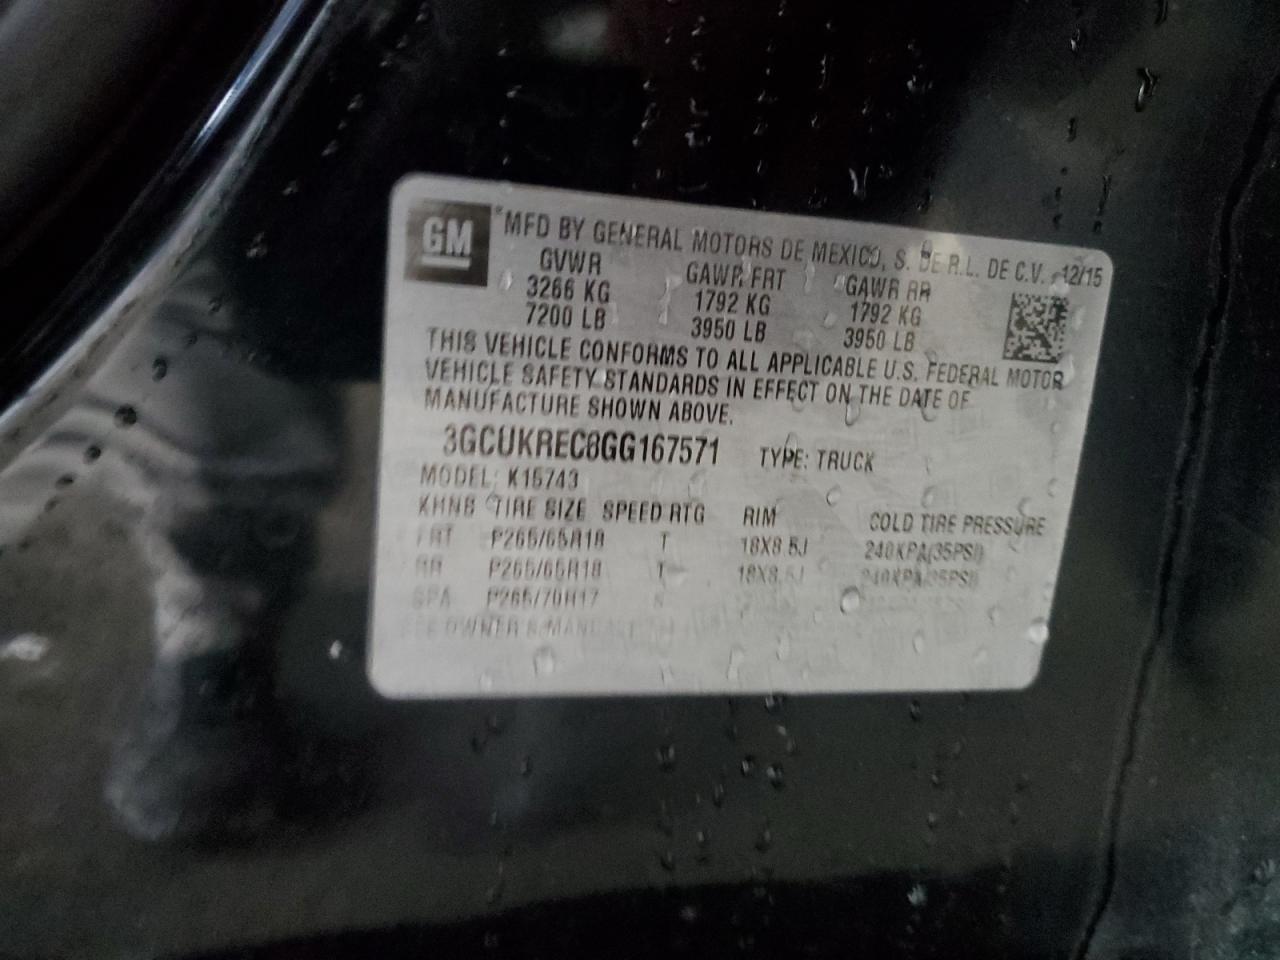 GM
*MFD BY GENERAL MOTORS DE MEXICO, S. DE R.L. DE C.V. 12/15
GVWR GAWR FRT GAWR RR
3266 KG 1792 KG 1792 KG
7200 LB 3950 LB 3950 LB
THIS VEHICLE CONFORMS TO ALL APPLICABLE U.S. FEDERAL MOTOR
VEHICLE SAFETY STANDARDS IN EFFECT ON THE DATE OF
MANUFACTURE SHOWN ABOVE.
3GCUKREC8GG167571 TYPE: TRUCK
MODEL: K15743
TIRE SIZE SPEED RTG RIM COLD TIRE PRESSURE
FRT P265/65R18 T 18X8.5J 240KPA(35PSI)
RR P265/65R18 T 18X8.5J 240KPA(35PSI)
SPA P265/70R17
OWNER'S